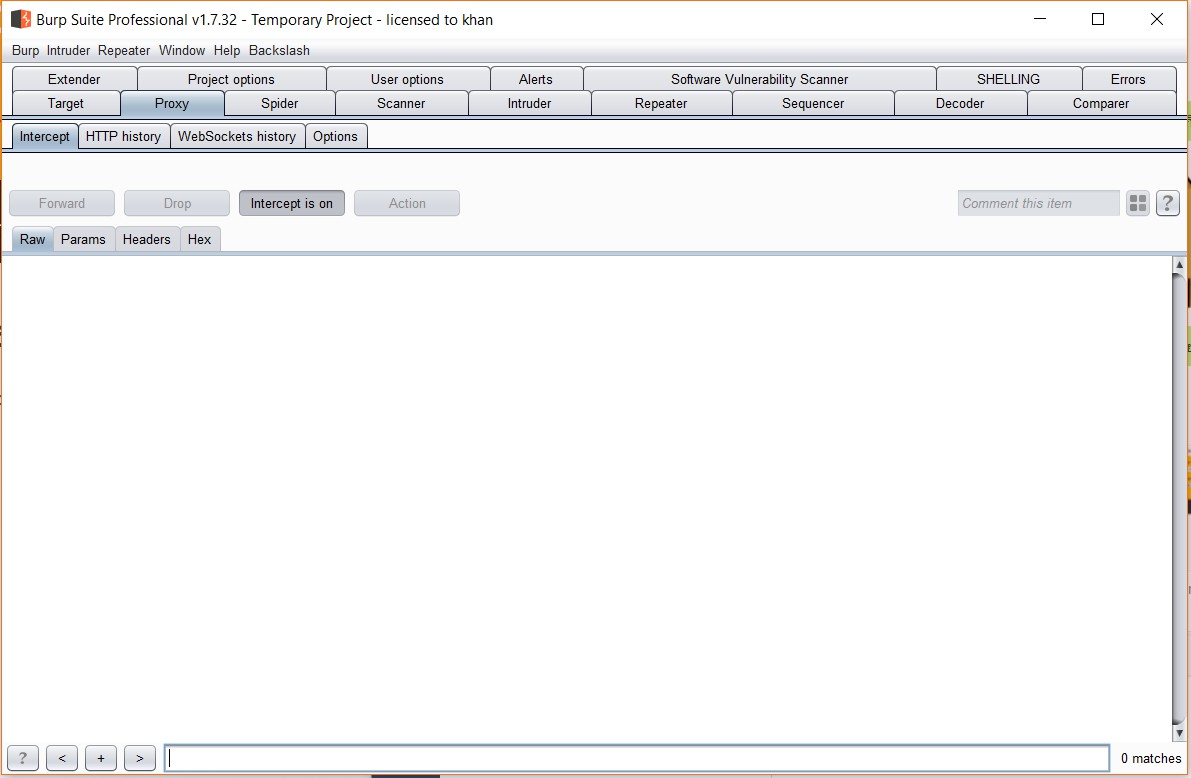 Burp Suite Professional v1.7.32 - Temporary Project - licensed to khan
Burp Intruder Repeater Window Help Backslash
Extender Project options User options Alerts Software Vulnerability Scanner SHELLING Errors
Target Proxy Spider Scanner Intruder Repeater Sequencer Decoder Comparer
Intercept HTTP history WebSockets history Options
Forward Drop Intercept is on Action Comment this item ?
Raw Params Headers Hex
? < + > 0 matches